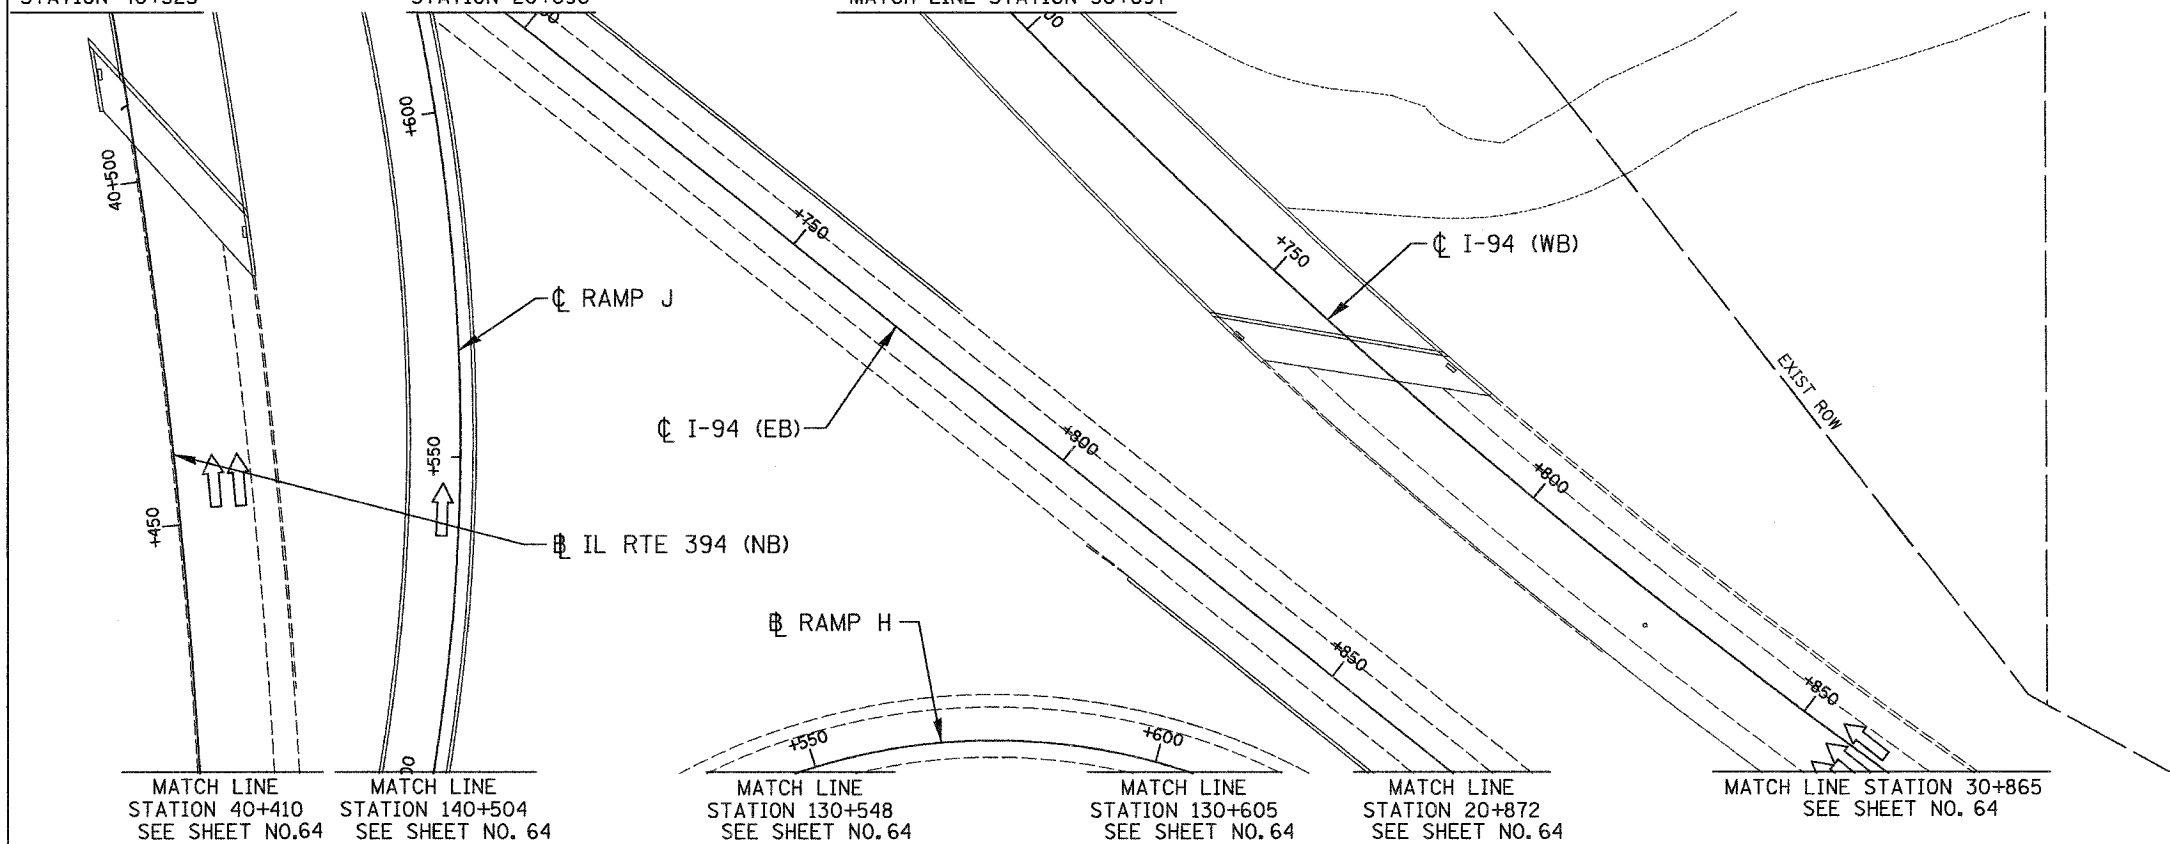 +600
40+500
+750
+750
℄ I-94 (WB)
℄ RAMP J
EXIST ROW
℄ I-94 (EB)
+800
+550
+800
+450
BL IL RTE 394 (NB)
BL RAMP H
+850
+850
+550
+600
MATCH LINE
STATION 40+410
SEE SHEET NO.64
MATCH LINE
STATION 140+504
SEE SHEET NO. 64
MATCH LINE
STATION 130+548
SEE SHEET NO.64
MATCH LINE
STATION 130+605
SEE SHEET NO.64
MATCH LINE
STATION 20+872
SEE SHEET NO.64
MATCH LINE STATION 30+865
SEE SHEET NO. 64